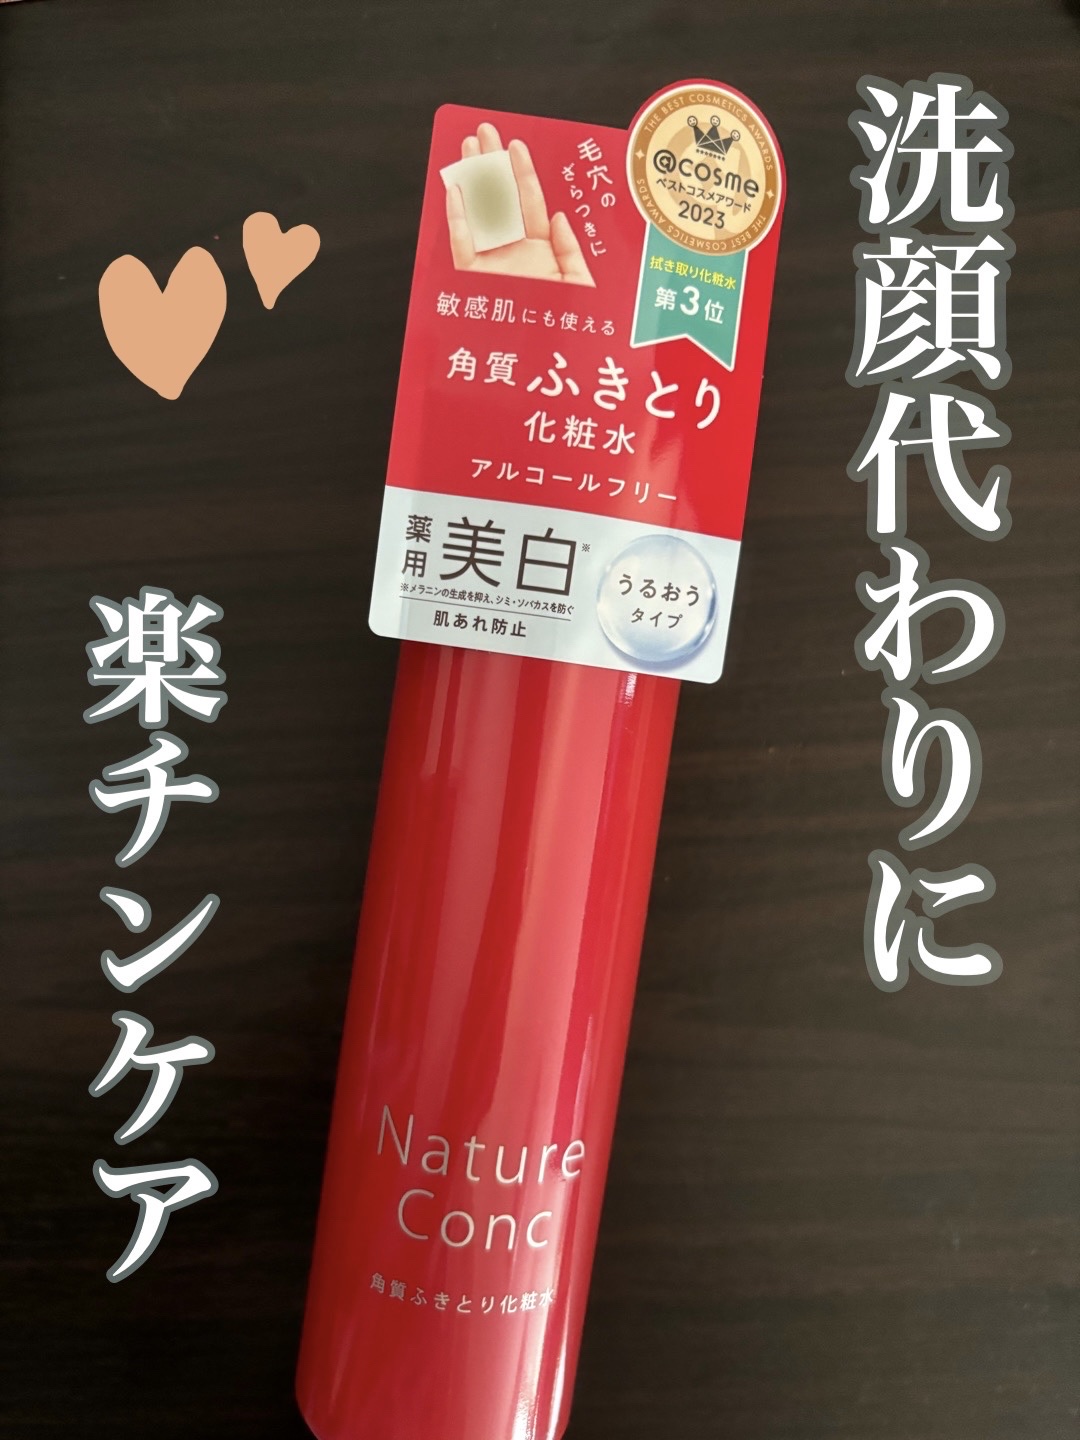 洗顔代わりに
楽チンケア
毛穴の
ざらつきに
THE BEST COSMETICS AWARDS
@cosme
ベストコスメアワード
2023
THE BEST COSMETICS AWARDS
拭き取り化粧水
第3位
敏感肌にも使える
角質ふきとり
化粧水
アルコールフリー
薬用
美白※
※メラニンの生成を抑え、シミ・ソバカスを防ぐ
肌あれ防止
うるおう
タイプ
Nature
Conc
角質ふきとり化粧水